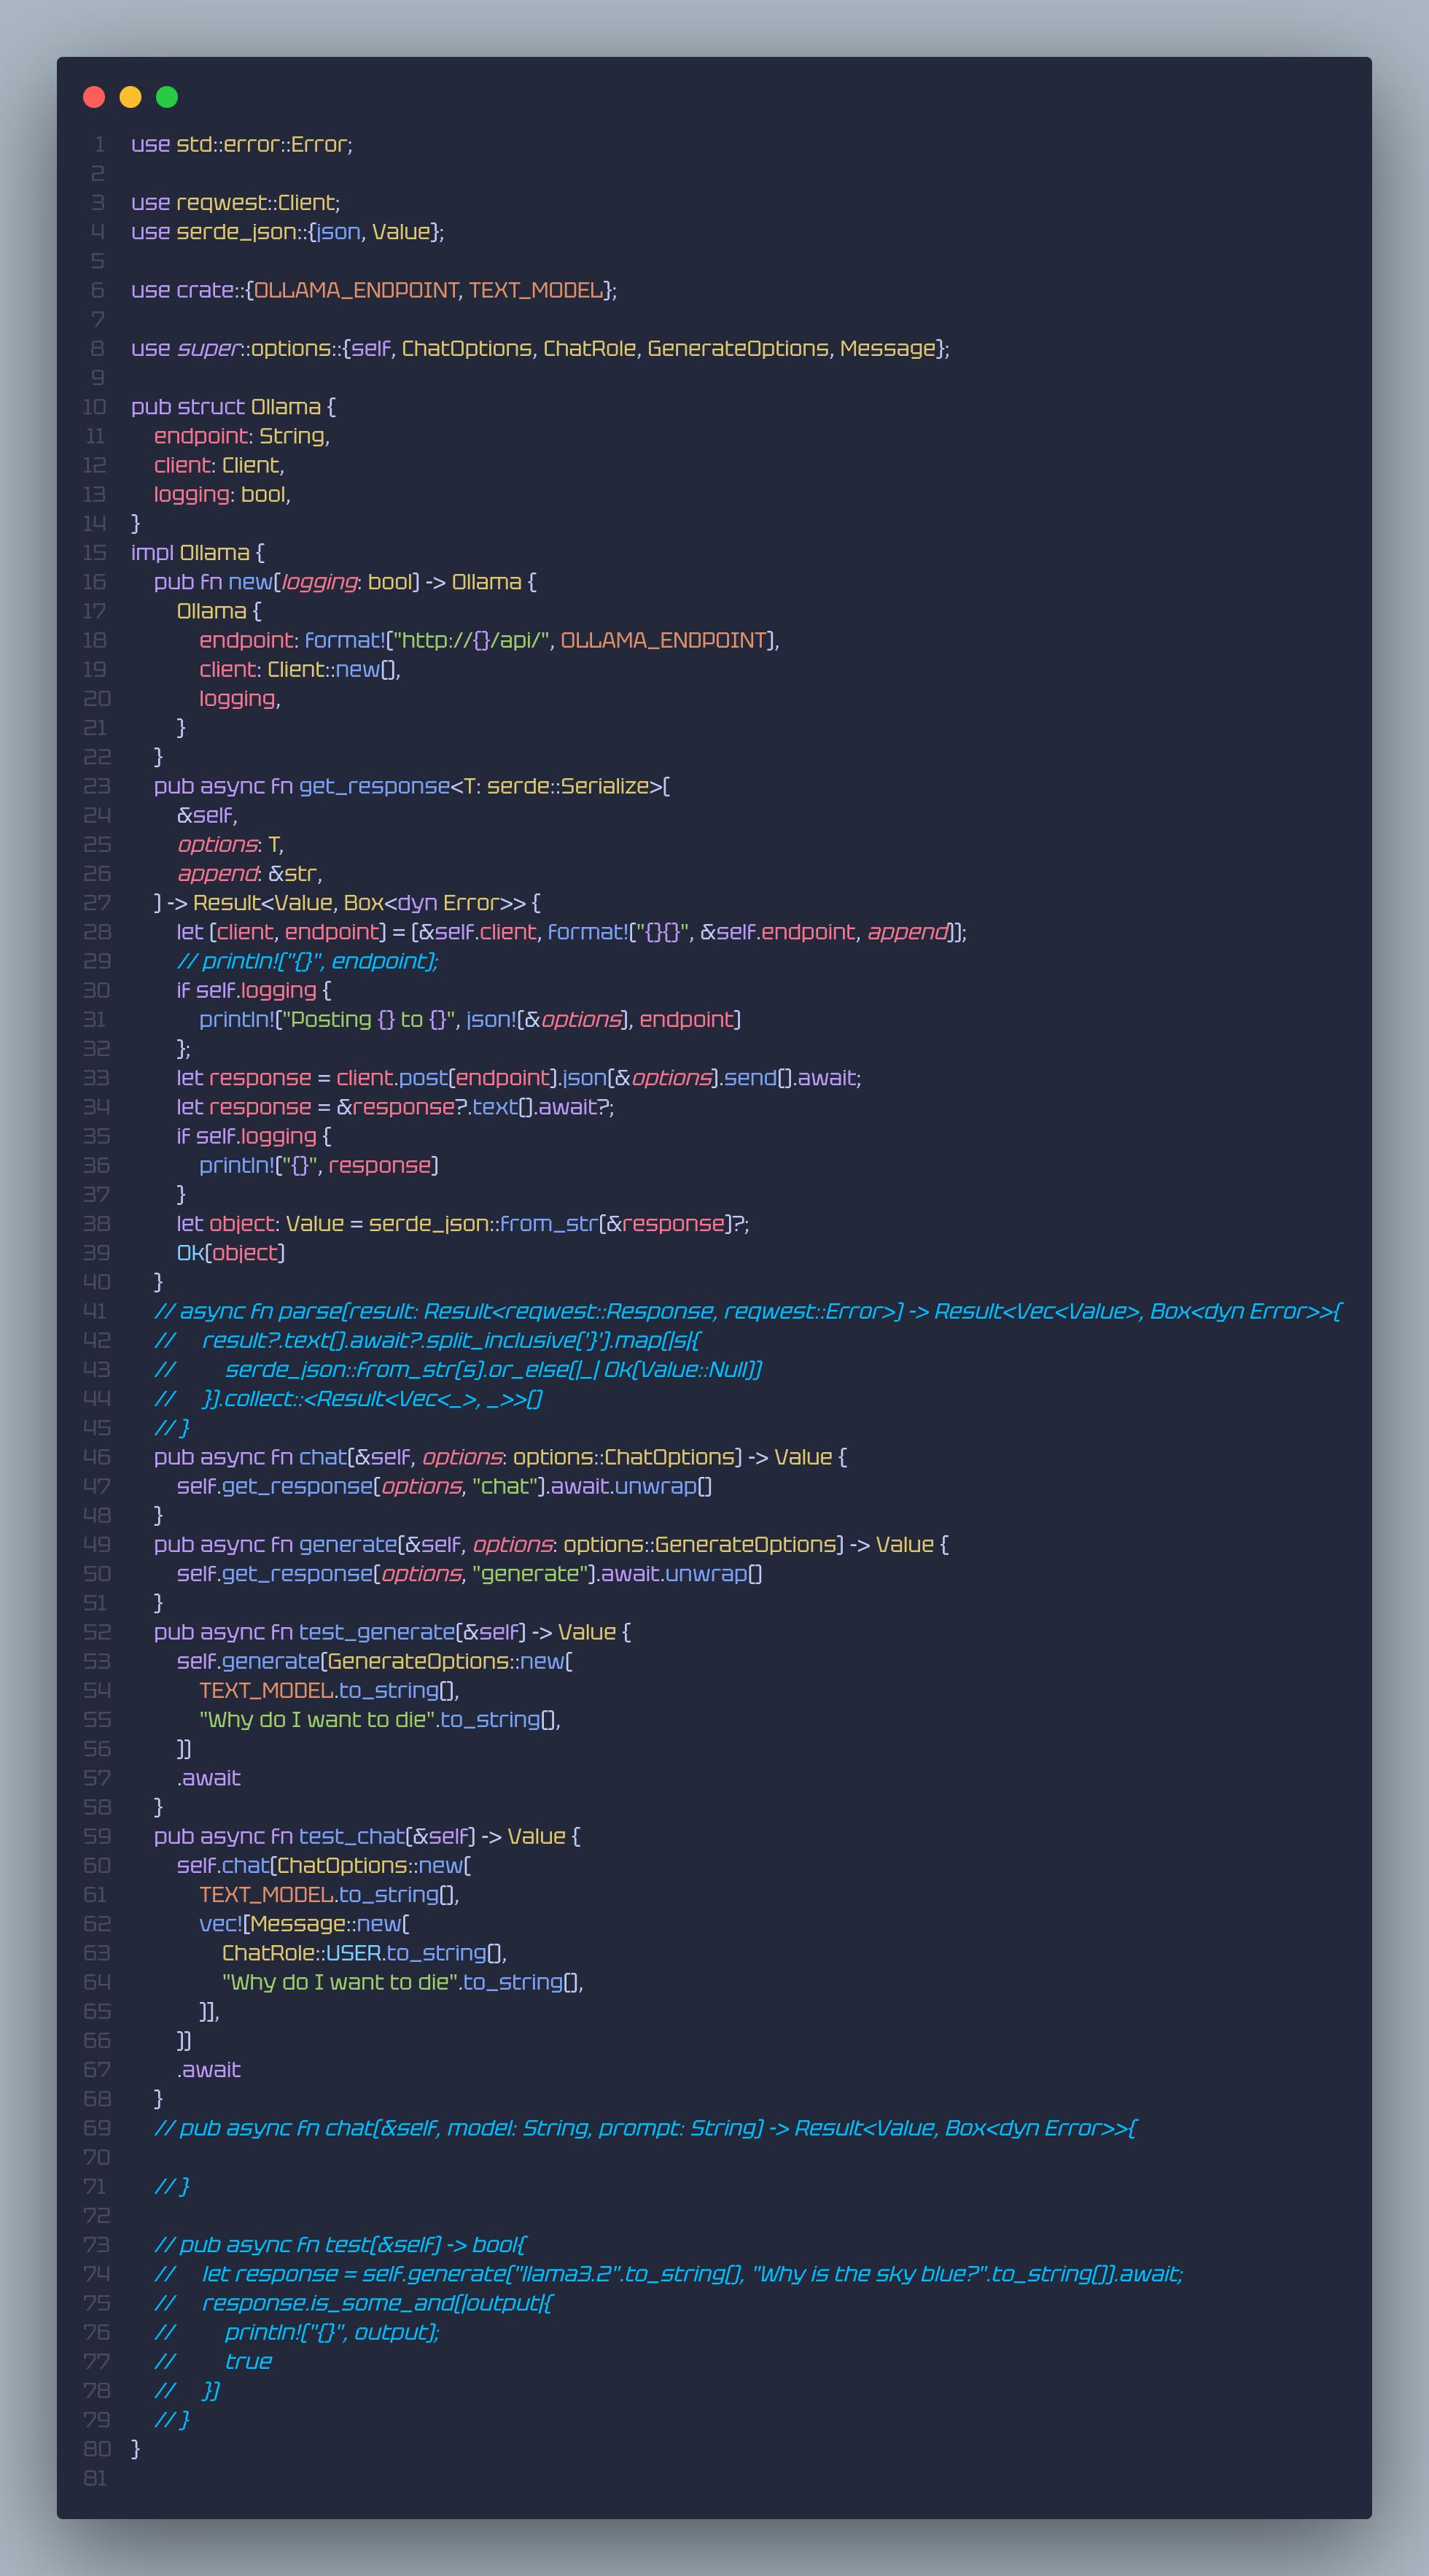 1 use std::error::Error;
2
3 use reqwest::Client;
4 use serde_json::{json, Value};
5
6 use crate::{OLLAMA_ENDPOINT, TEXT_MODEL};
7
8 use super::options::{self, ChatOptions, ChatRole, GenerateOptions, Message};
9
10 pub struct Ollama {
11     endpoint: String,
12     client: Client,
13     logging: bool,
14 }
15 impl Ollama {
16     pub fn new(logging: bool) -> Ollama {
17         Ollama {
18             endpoint: format!("http://{}/api/", OLLAMA_ENDPOINT),
19             client: Client::new(),
20             logging,
21         }
22     }
23     pub async fn get_response<T: serde::Serialize>(
24         &self,
25         options: T,
26         append: &str,
27     ) -> Result<Value, Box<dyn Error>> {
28         let (client, endpoint) = (&self.client, format!("{}{}", &self.endpoint, append));
29         // println!("{}", endpoint);
30         if self.logging {
31             println!("Posting {} to {}", json!(&options), endpoint)
32         };
33         let response = client.post(endpoint).json(&options).send().await;
34         let response = &response?.text().await?;
35         if self.logging {
36             println!("{}", response)
37         }
38         let object: Value = serde_json::from_str(&response)?;
39         Ok(object)
40     }
41     // async fn parse(result: Result<reqwest::Response, reqwest::Error>) -> Result<Vec<Value>, Box<dyn Error>>{
42     //     result?.text().await?.split_inclusive('}').map(|s|{
43     //         serde_json::from_str(s).or_else(|_| Ok(Value::Null))
44     //     }).collect::<Result<Vec<_>, _>>()
45     // }
46     pub async fn chat(&self, options: options::ChatOptions) -> Value {
47         self.get_response(options, "chat").await.unwrap()
48     }
49     pub async fn generate(&self, options: options::GenerateOptions) -> Value {
50         self.get_response(options, "generate").await.unwrap()
51     }
52     pub async fn test_generate(&self) -> Value {
53         self.generate(GenerateOptions::new(
54             TEXT_MODEL.to_string(),
55             "Why do I want to die".to_string(),
56         ))
57         .await
58     }
59     pub async fn test_chat(&self) -> Value {
60         self.chat(ChatOptions::new(
61             TEXT_MODEL.to_string(),
62             vec![Message::new(
63                 ChatRole::USER.to_string(),
64                 "Why do I want to die".to_string(),
65             )],
66         ))
67         .await
68     }
69     // pub async fn chat(&self, model: String, prompt: String) -> Result<Value, Box<dyn Error>>{
70
71     // }
72
73     // pub async fn test(&self) -> bool{
74     //     let response = self.generate("llama3.2".to_string(), "Why is the sky blue?".to_string()).await;
75     //     response.is_some_and(|output|{
76     //         println!("{}", output);
77     //         true
78     //     })
79     // }
80 }
81